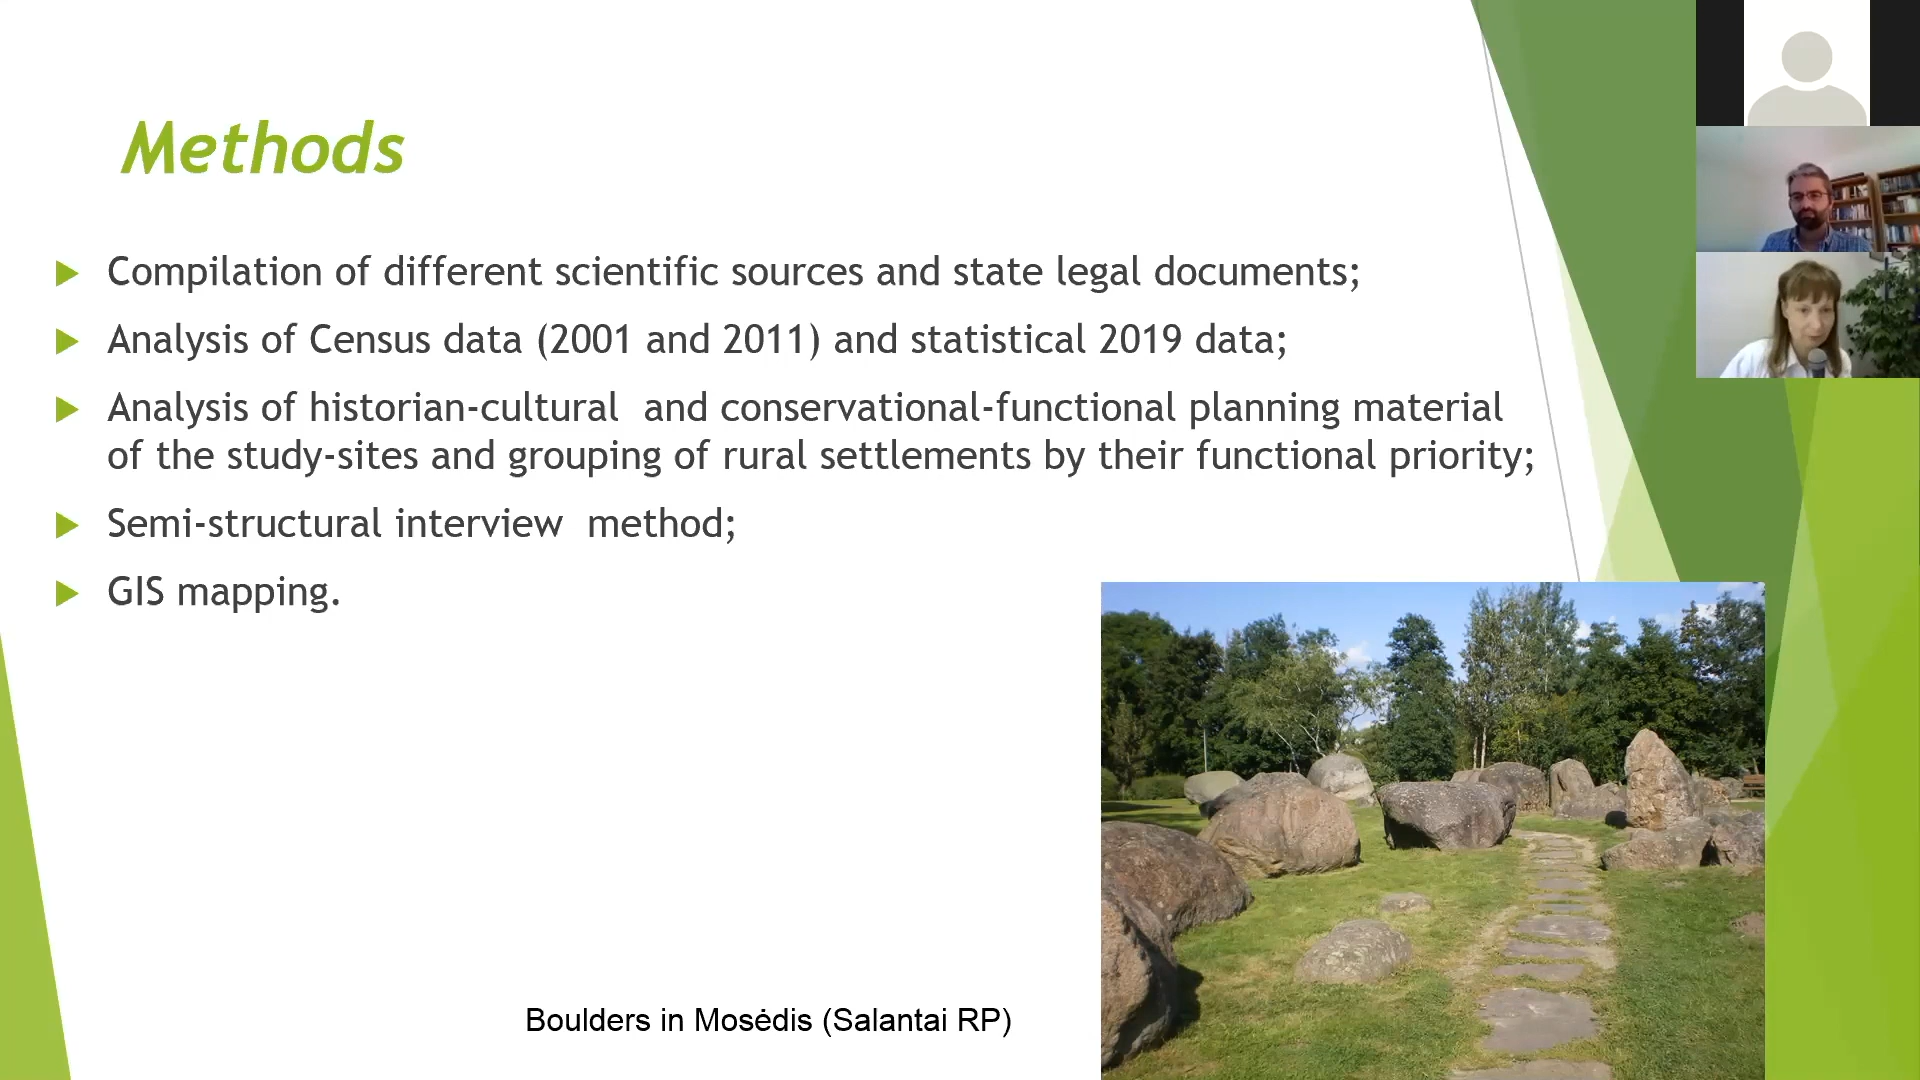 Methods
Compilation of different scientific sources and state legal documents;
Analysis of Census data (2001 and 2011) and statistical 2019 data;
Analysis of historian-cultural and conservational-functional planning material
of the study-sites and grouping of rural settlements by their functional priority;
Semi-structural interview method;
GIS mapping.
Boulders in Mosėdis (Salantai RP)